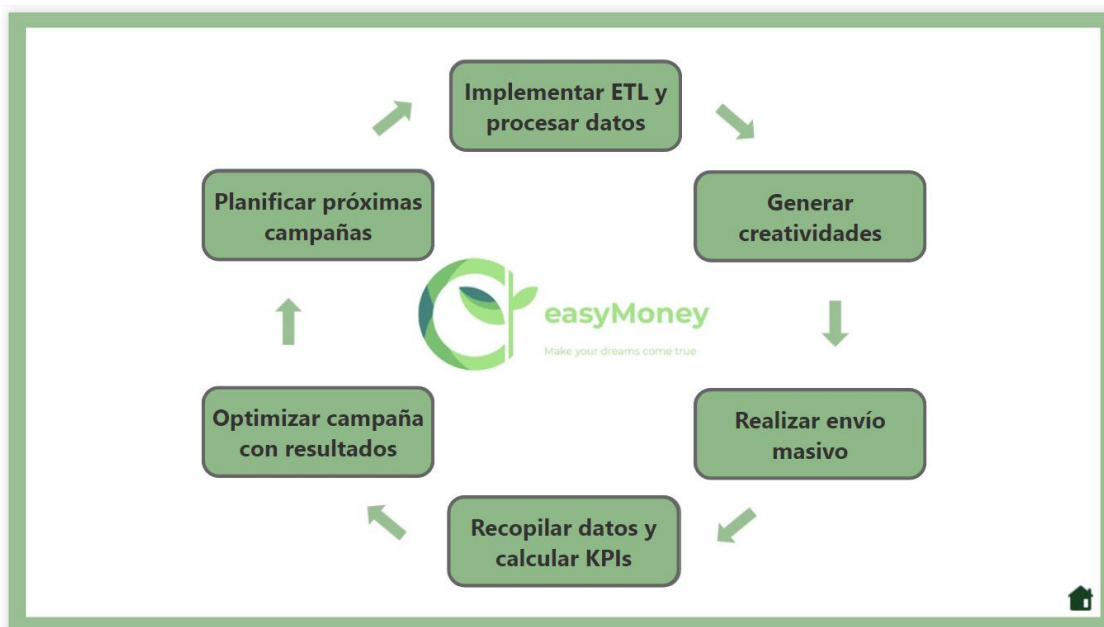 Implementar ETL y
procesar datos
Planificar próximas
campañas
Generar
creatividades
easyMoney
Make your dreams come true
Optimizar campaña
con resultados
Realizar envío
masivo
Recopilar datos y
calcular KPIs